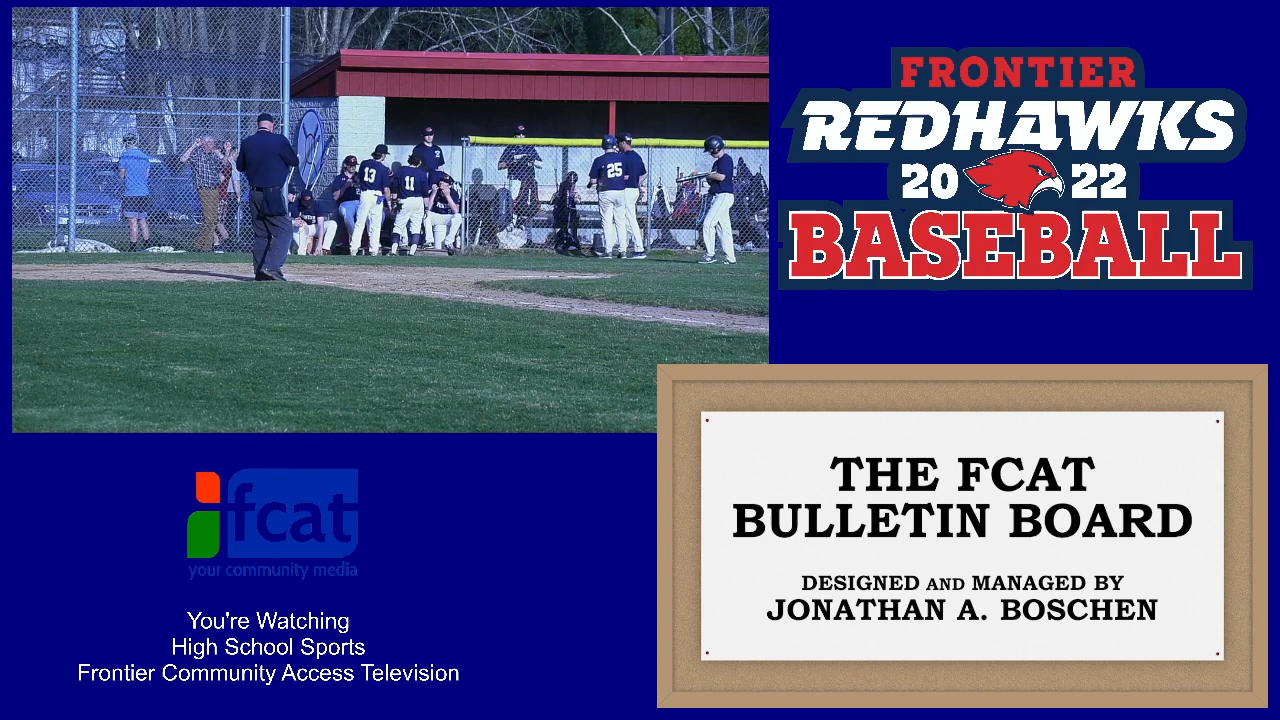 13
11
25
FRONTIER
REDHAWKS
20 22
BASEBALL
THE FCAT
BULLETIN BOARD
DESIGNED AND MANAGED BY
JONATHAN A. BOSCHEN
fcat
your community media
You're Watching
High School Sports
Frontier Community Access Television